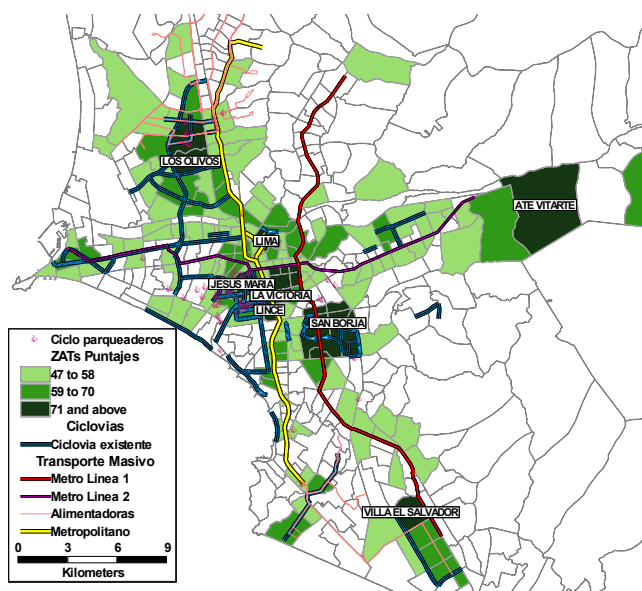 LOS OLIVOS
ATE VITARTE
LIMA
JESUS MARIA
LA VICTORIA
LINCE
SAN BORJA
VILLA EL SALVADOR
Ciclo parqueaderos
ZATs Puntajes
47 to 58
59 to 70
71 and above
Ciclovias
Ciclovia existente
Transporte Masivo
Metro Linea 1
Metro Linea 2
Alimentadoras
Metropolitano
0 3 6 9
Kilometers